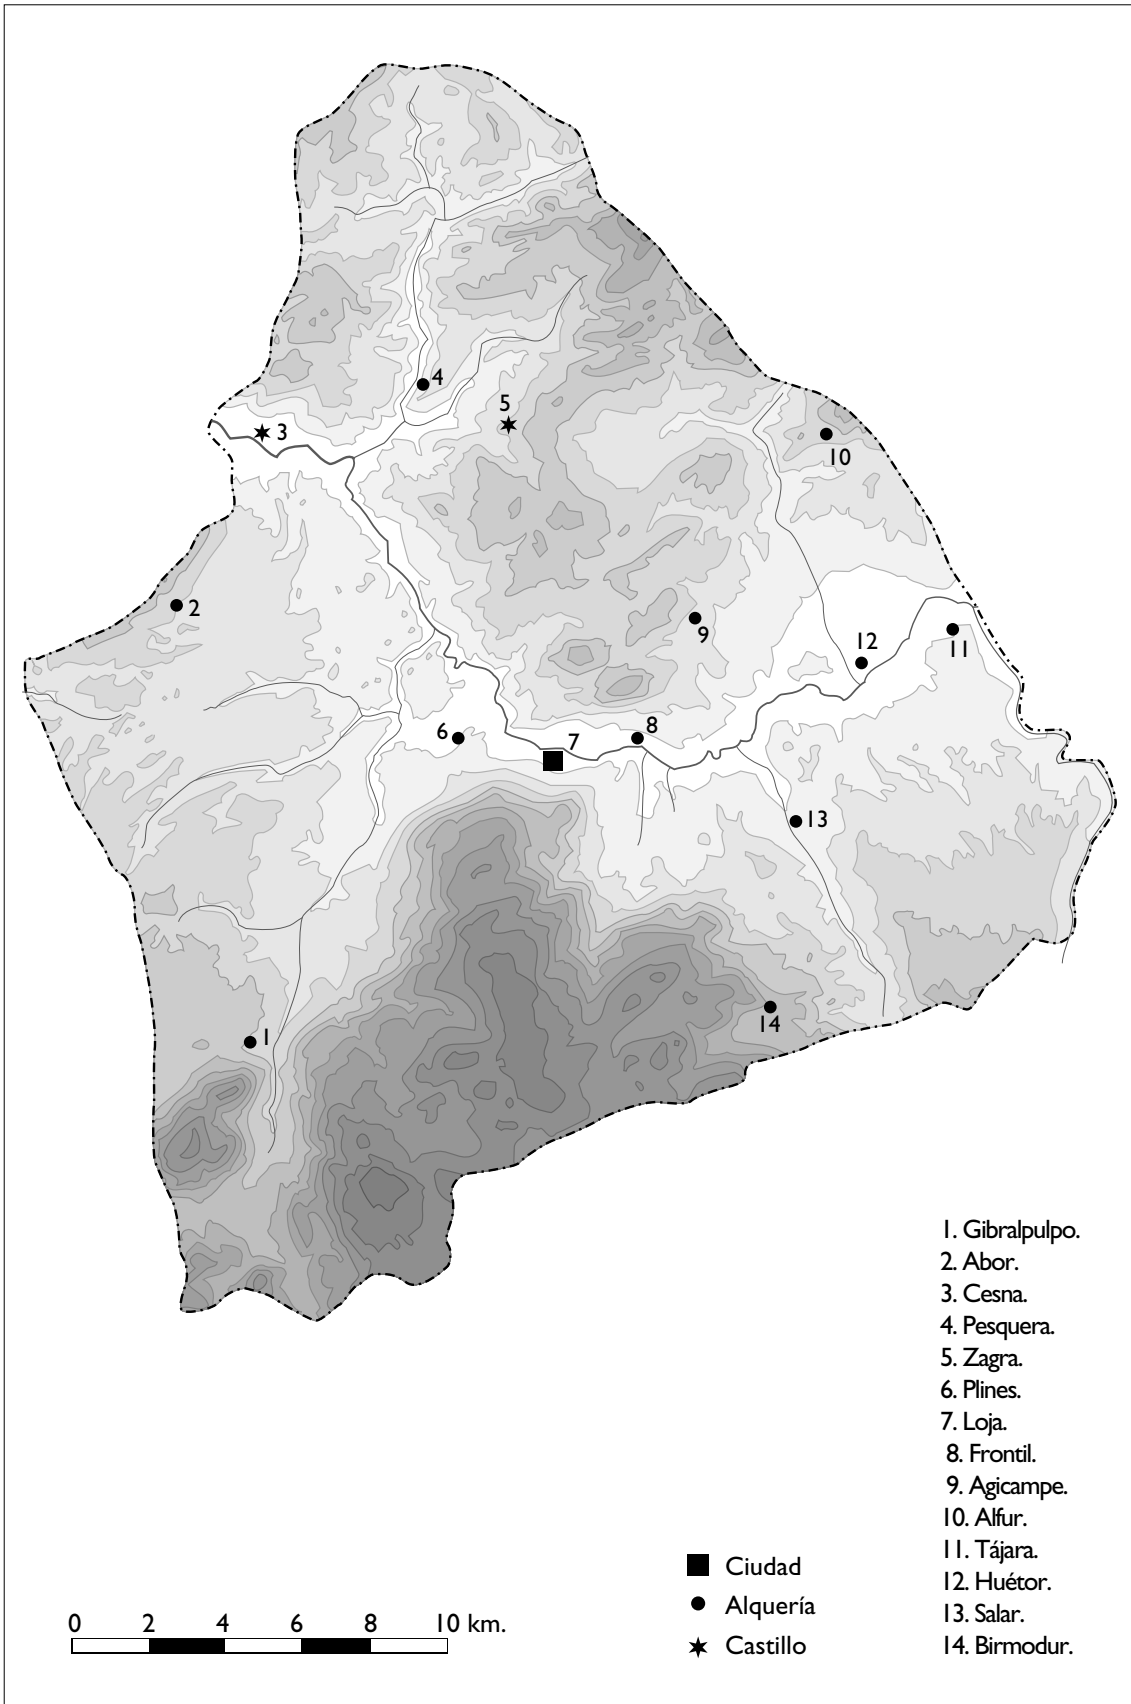 4
5
3
10
2
9
12
11
6
7
8
13
14
1
1. Gibralpulpo.
2. Abor.
3. Cesna.
4. Pesquera.
5. Zagra.
6. Plines.
7. Loja.
8. Frontil.
9. Agicampe.
10. Alfur.
11. Tájara.
12. Huétor.
13. Salar.
14. Birmodur.
Ciudad
Alquería
Castillo
0 2 4 6 8 10 km.